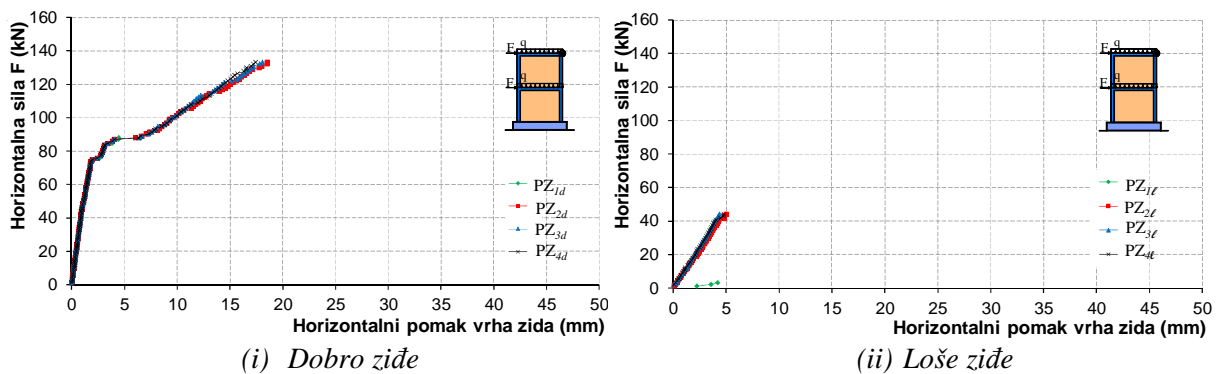 Horizontalna sila F (kN)
160
140
120
100
80
60
40
20
0
0 5 10 15 20 25 30 35 40 45 50
Horizontalni pomak vrha zida (mm)
F q
F q
PZ1d
PZ2d
PZ3d
PZ4d
(i) Dobro ziđe
Horizontalna sila F (kN)
160
140
120
100
80
60
40
20
0
0 5 10 15 20 25 30 35 40 45 50
Horizontalni pomak vrha zida (mm)
F q
F q
PZ1ℓ
PZ2ℓ
PZ3ℓ
PZ4ℓ
(ii) Loše ziđe